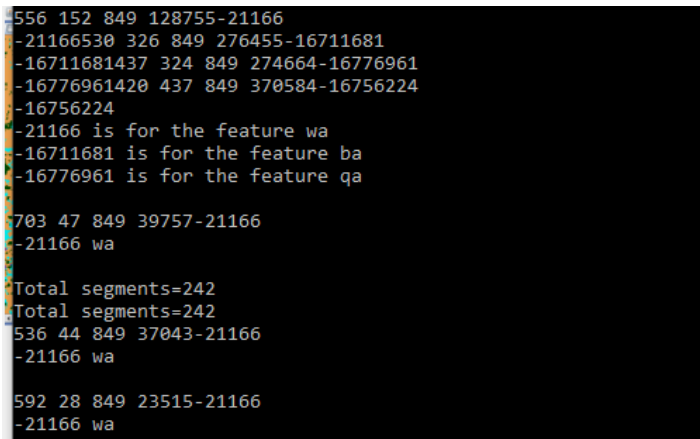 556 152 849 128755-21166
-21166530 326 849 276455-16711681
-16711681437 324 849 274664-16776961
-16776961420 437 849 370584-16756224
-16756224
-21166 is for the feature wa
-16711681 is for the feature ba
-16776961 is for the feature qa
703 47 849 39757-21166
-21166 wa
Total segments=242
Total segments=242
536 44 849 37043-21166
-21166 wa
592 28 849 23515-21166
-21166 wa